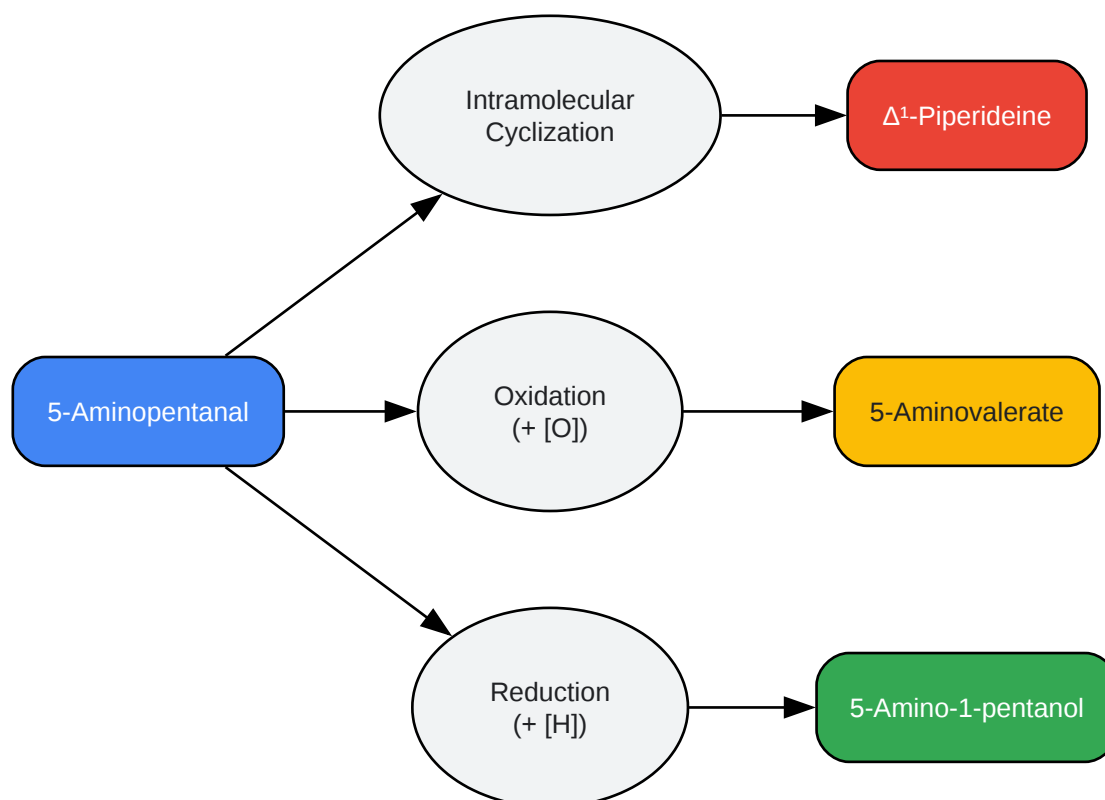 Intramolecular
Cyclization
Δ¹-Piperideine
5-Aminopentanal
Oxidation
(+ [O])
5-Aminovalerate
Reduction
(+ [H])
5-Amino-1-pentanol